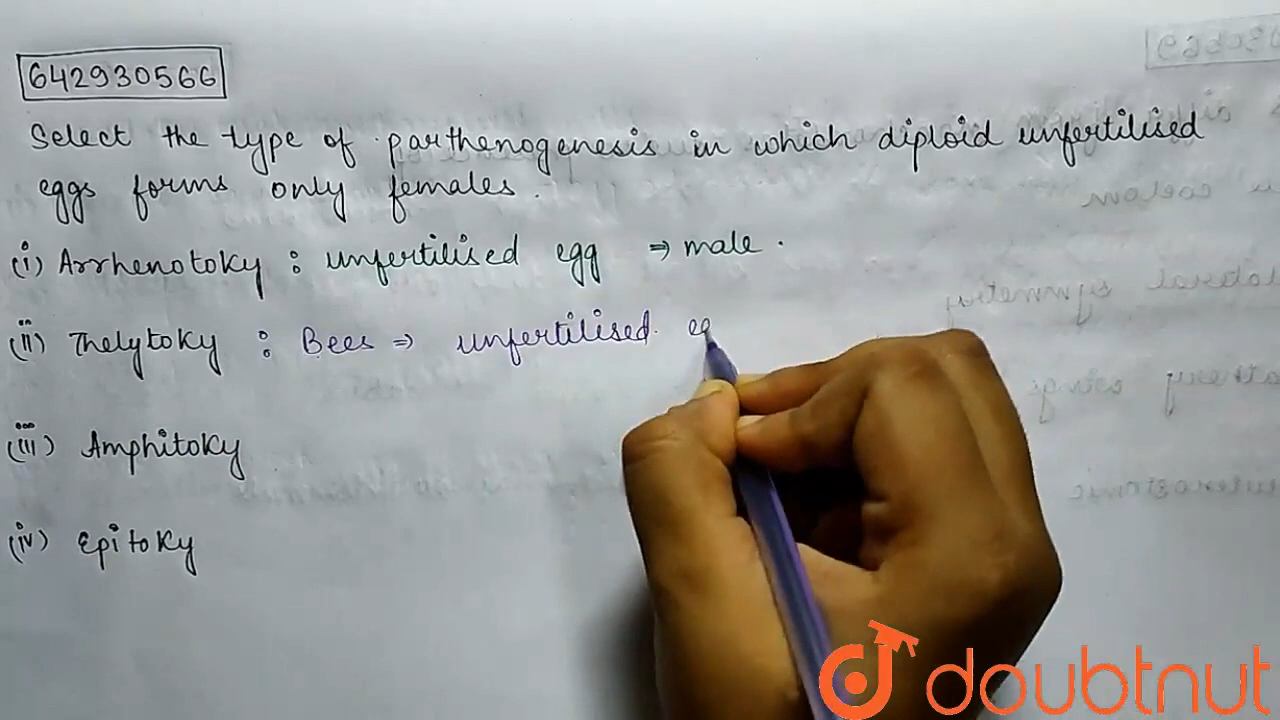 642930566
Select the type of parthenogenesis in which diploid unfertilised
eggs forms only females.
(i) Arrhenotoky : unfertilised egg ⇒ male.
(ii) Thelytoky : Bees ⇒ unfertilised eg
(iii) Amphitoky
(iv) Epitoky
doubtnut